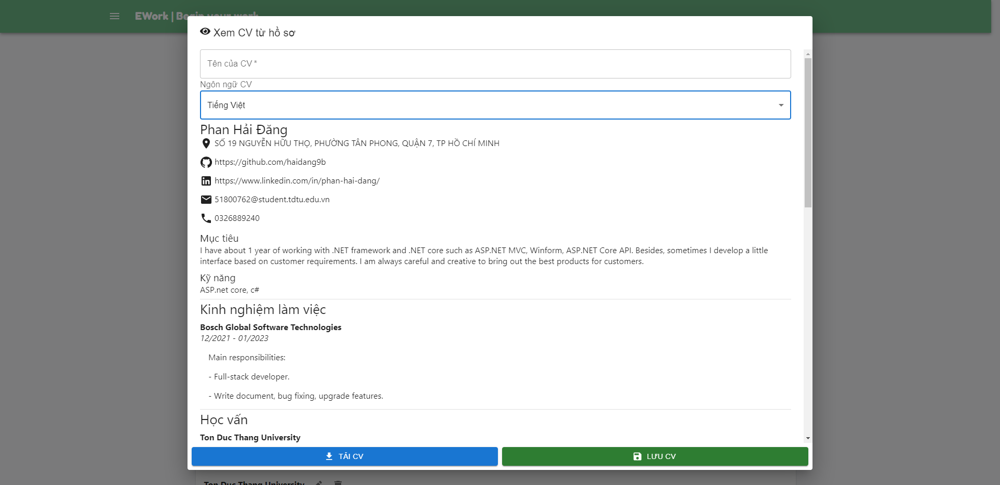 EWork | Begin your work
Xem CV từ hồ sơ
Tên của CV *
Ngôn ngữ CV
Tiếng Việt
Phan Hải Đăng
SỐ 19 NGUYỄN HỮU THỌ, PHƯỜNG TÂN PHONG, QUẬN 7, TP HỒ CHÍ MINH
https://github.com/haidang9b
https://www.linkedin.com/in/phan-hai-dang/
51800762@student.tdtu.edu.vn
0326889240
Mục tiêu
I have about 1 year of working with .NET framework and .NET core such as ASP.NET MVC, Winform, ASP.NET Core API. Besides, sometimes I develop a little
interface based on customer requirements. I am always careful and creative to bring out the best products for customers.
Kỹ năng
ASP.net core, c#
Kinh nghiệm làm việc
Bosch Global Software Technologies
12/2021 - 01/2023
Main responsibilities:
- Full-stack developer.
- Write document, bug fixing, upgrade features.
Học vấn
Ton Duc Thang University
TẢI CV
LƯU CV
Ton Duc Thang University